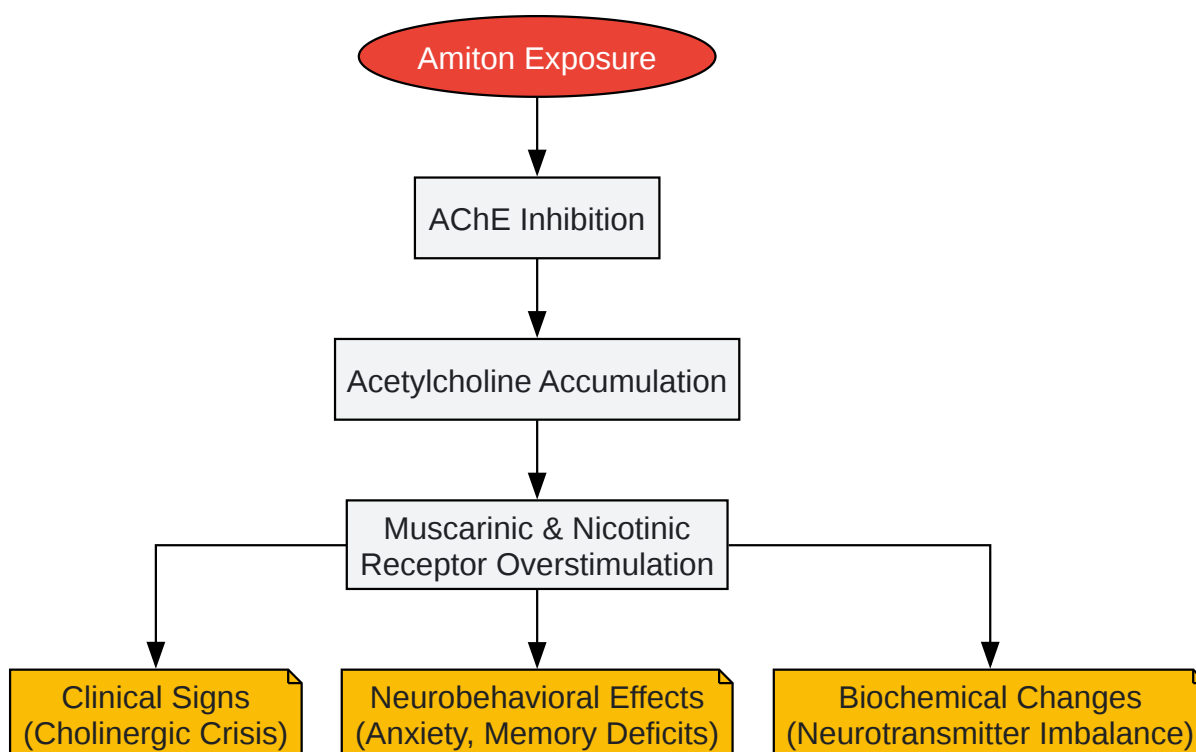 Amiton Exposure
AChE Inhibition
Acetylcholine Accumulation
Muscarinic & Nicotinic
Receptor Overstimulation
Clinical Signs
(Cholinergic Crisis)
Neurobehavioral Effects
(Anxiety, Memory Deficits)
Biochemical Changes
(Neurotransmitter Imbalance)